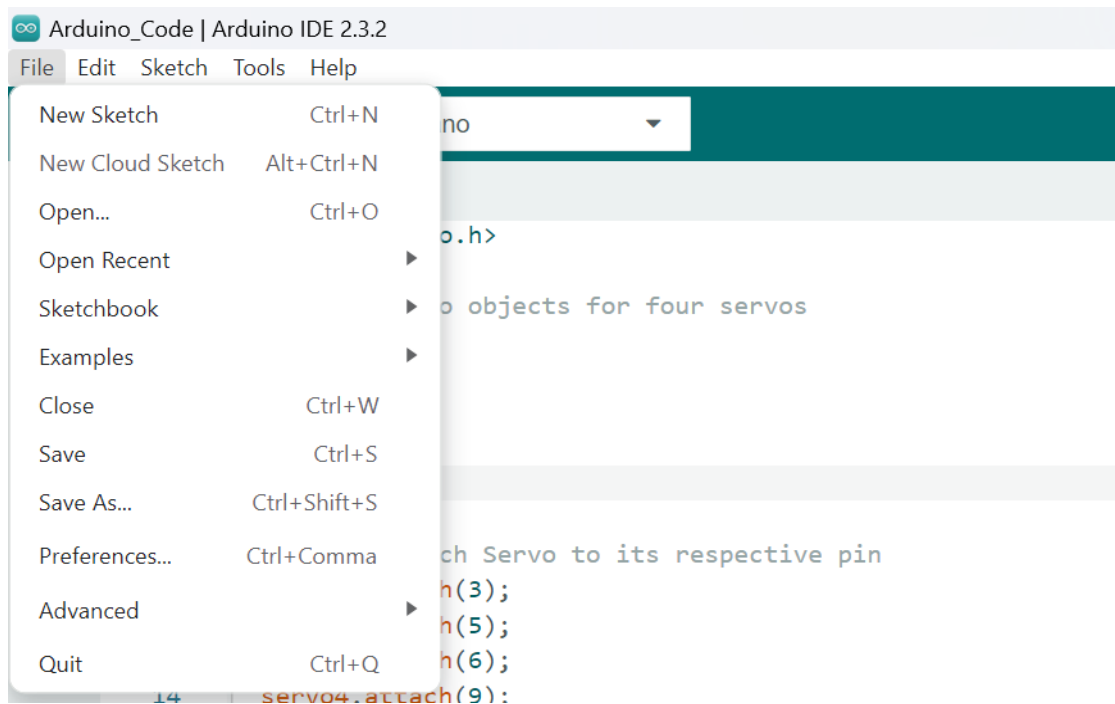 Arduino_Code | Arduino IDE 2.3.2
File Edit Sketch Tools Help
New Sketch Ctrl+N
New Cloud Sketch Alt+Ctrl+N
Open... Ctrl+O
Open Recent
Sketchbook
Examples
Close Ctrl+W
Save Ctrl+S
Save As... Ctrl+Shift+S
Preferences... Ctrl+Comma
Advanced
Quit Ctrl+Q
no
o.h>
o objects for four servos
ch Servo to its respective pin
h(3);
h(5);
h(6);
14 servo4.attach(9);